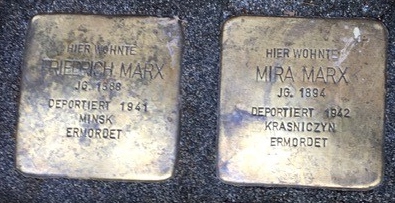 HIER WOHNTE
FRIEDRICH MARX
JG. 1888
DEPORTIERT 1941
MINSK
ERMORDET
HIER WOHNTE
MIRA MARX
JG. 1894
DEPORTIERT 1942
KRASNICZYN
ERMORDET